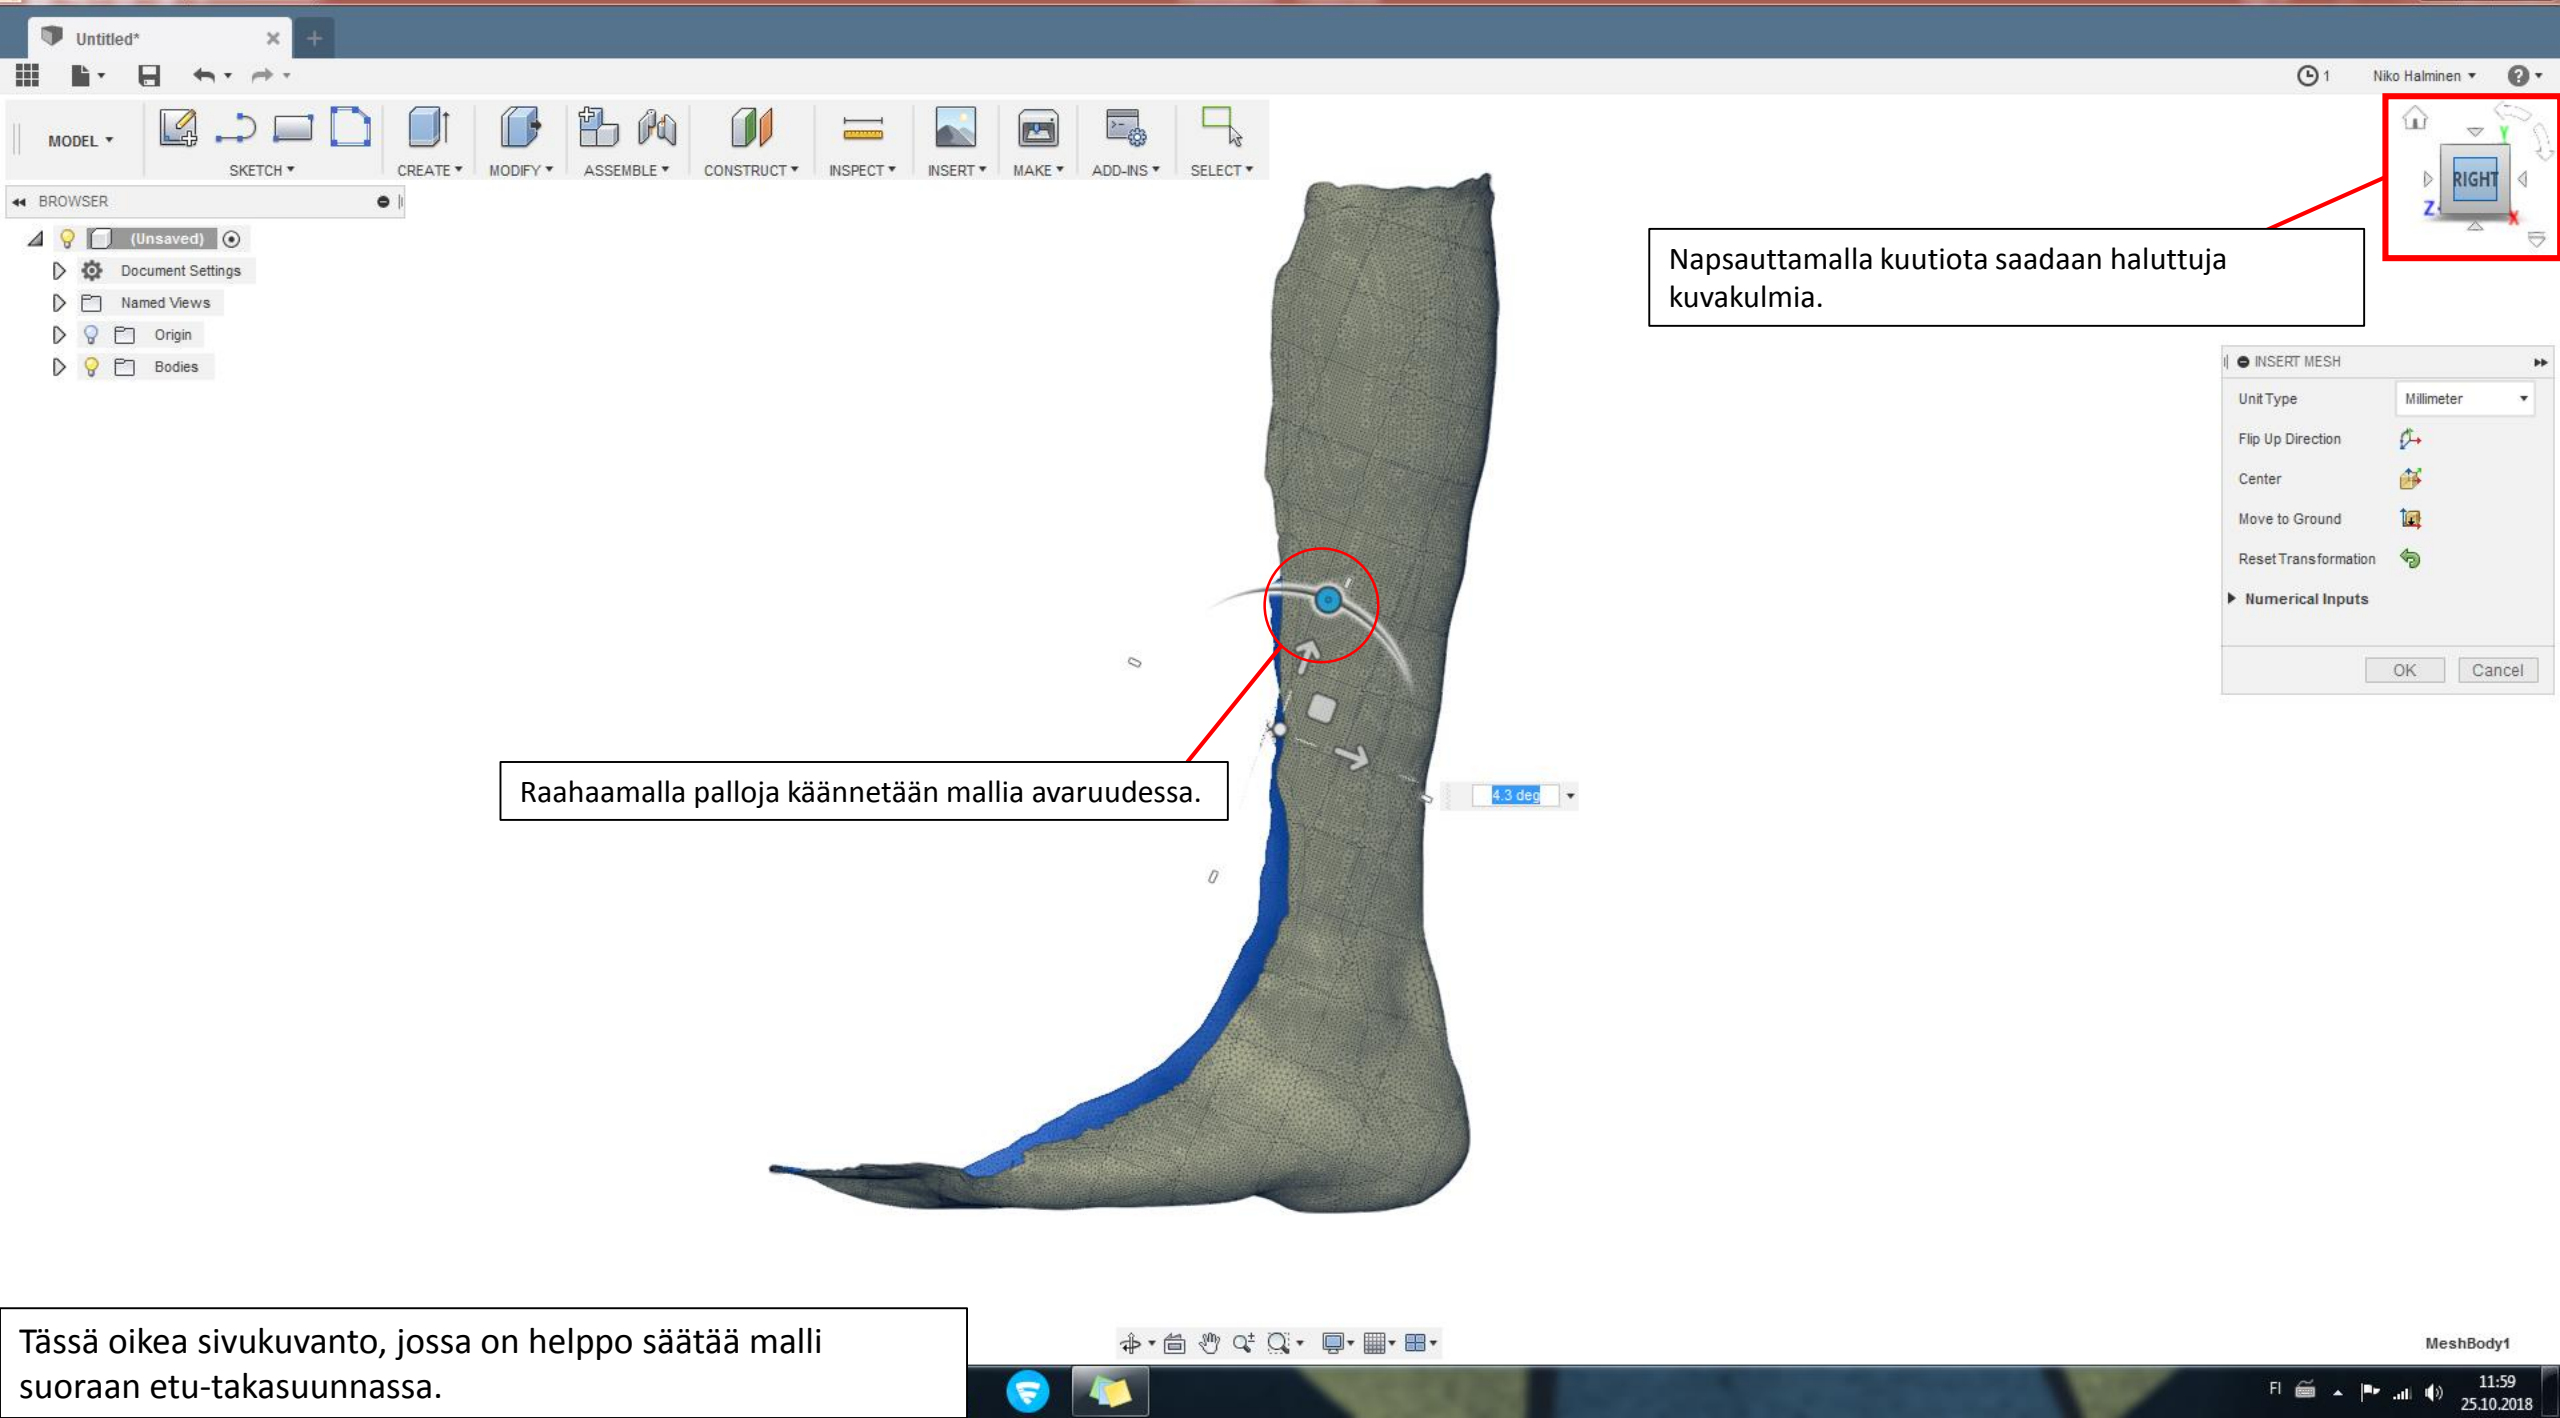 Untitled*
1 Niko Halminen
MODEL SKETCH CREATE MODIFY ASSEMBLE CONSTRUCT INSPECT INSERT MAKE ADD-INS SELECT
BROWSER
(Unsaved)
Document Settings
Named Views
Origin
Bodies
Y
RIGHT
Z
X
Napsauttamalla kuutiota saadaan haluttuja
kuvakulmia.
INSERT MESH
Unit Type Millimeter
Flip Up Direction
Center
Move to Ground
Reset Transformation
Numerical Inputs
OK Cancel
Raahaamalla palloja käännetään mallia avaruudessa.
4.3 deg
Tässä oikea sivukuvanto, jossa on helppo säätää malli
suoraan etu-takasuunnassa.
MeshBody1
FI 11:59
25.10.2018